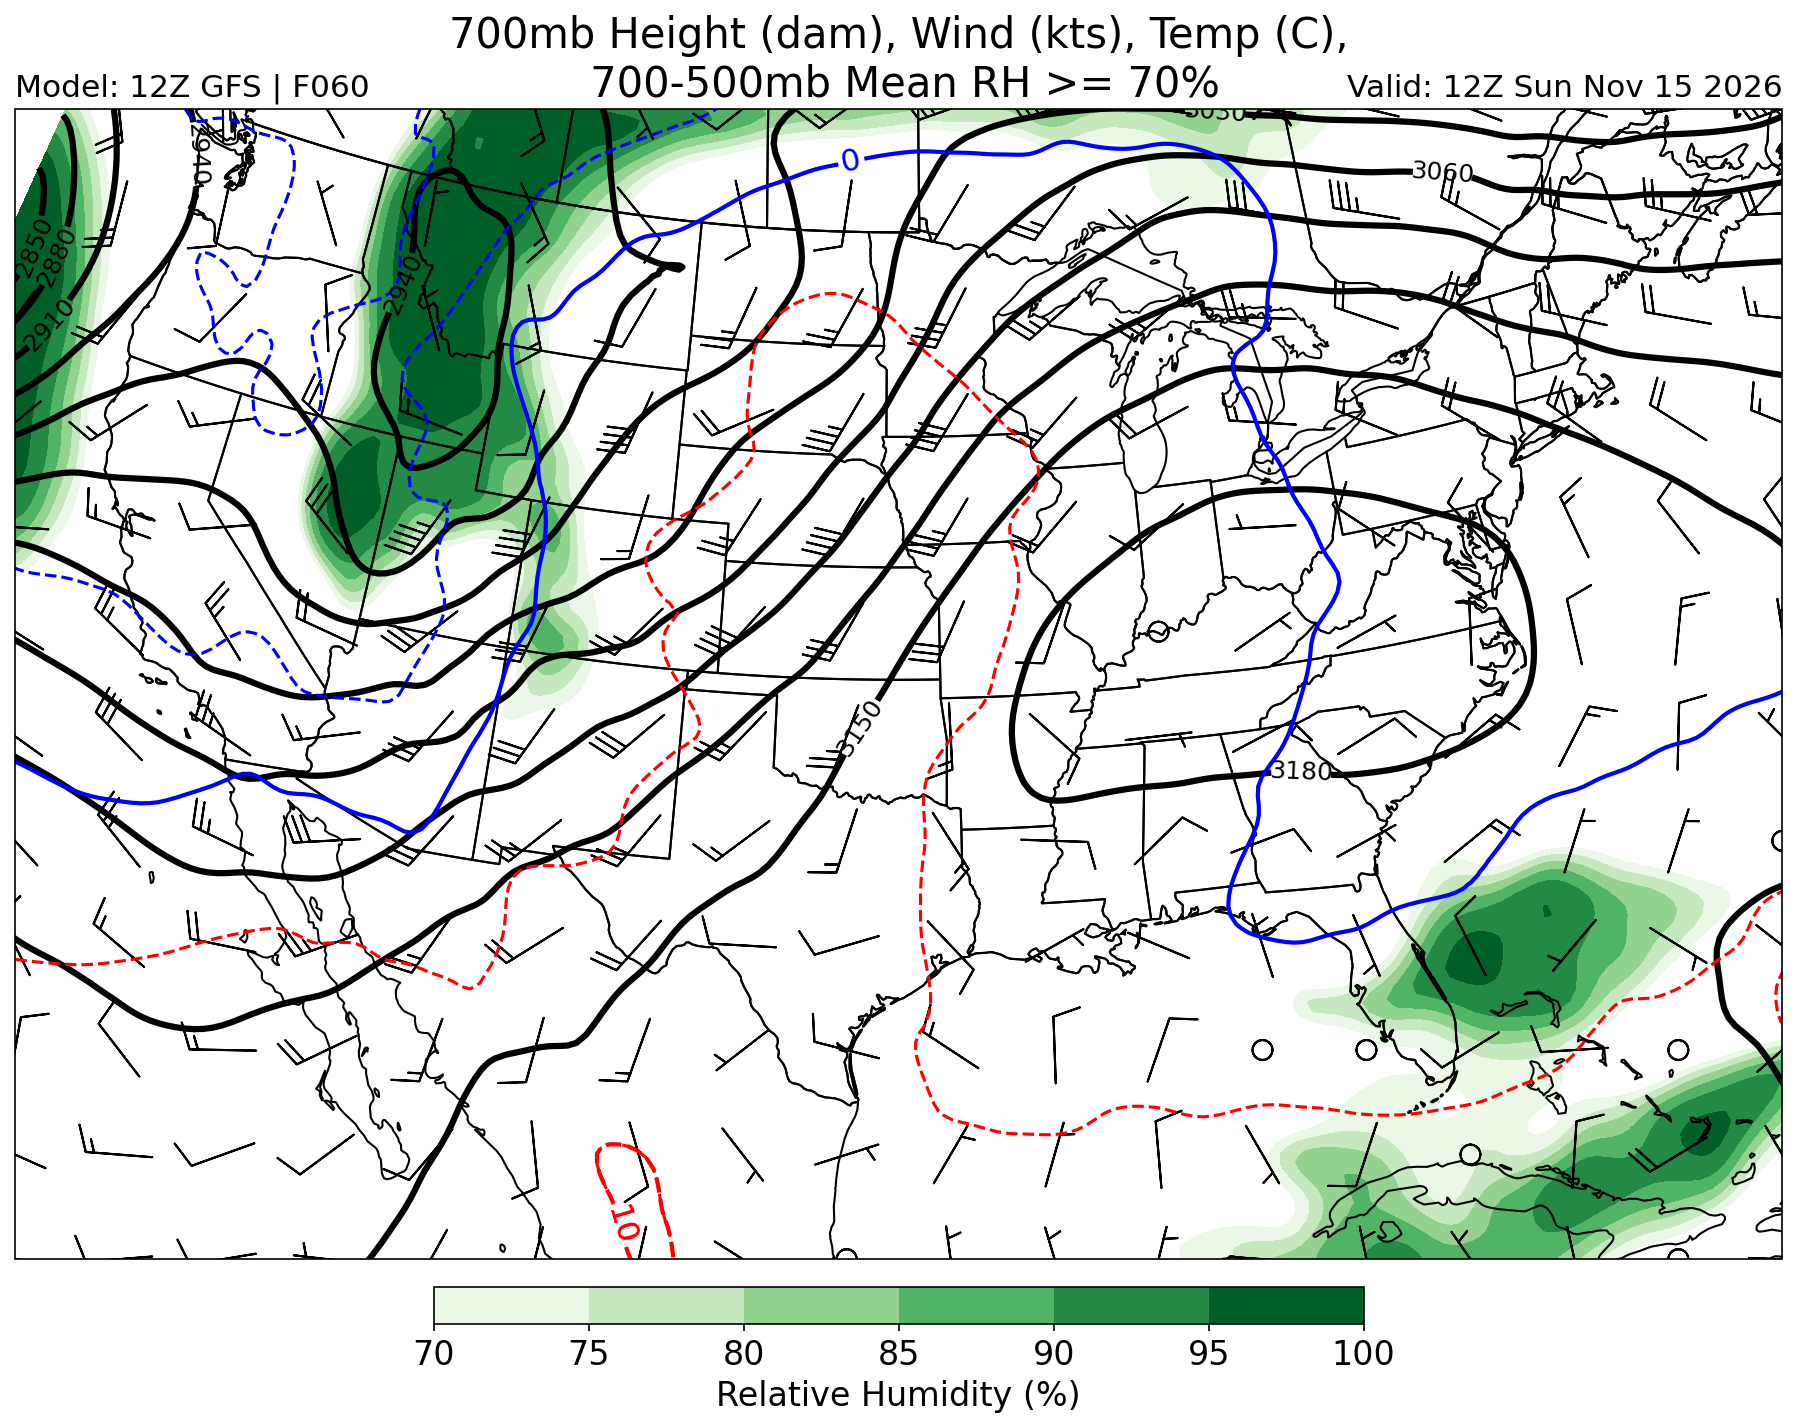 700mb Height (dam), Wind (kts), Temp (C),
700-500mb Mean RH >= 70%
Model: 12Z GFS | F060
Valid: 12Z Sun Nov 15 2026
2940
3030
3060
0
2850
2880
2910
2940
3150
3180
10
70 75 80 85 90 95 100
Relative Humidity (%)